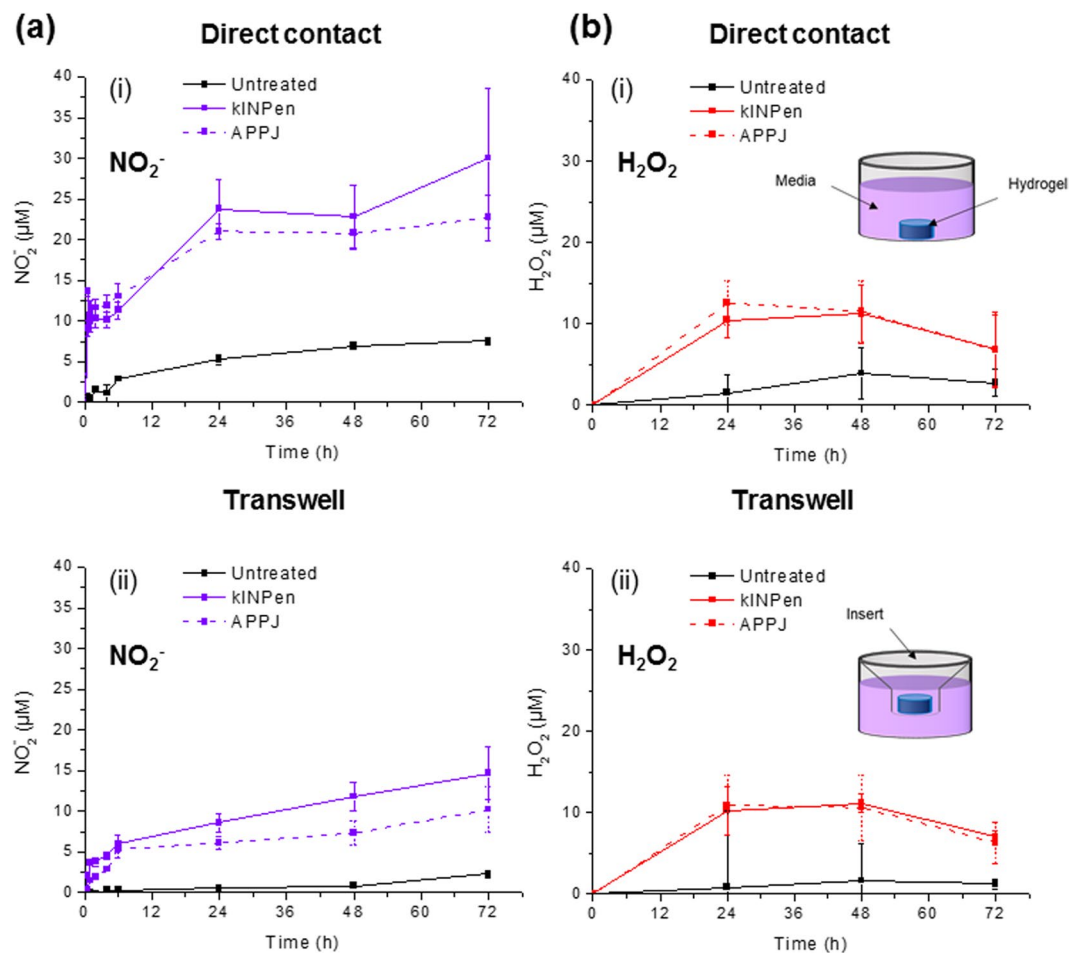 (a)
Direct contact
(i)
Untreated
kINPen
APPJ
NO₂⁻
NO₂⁻ (µM)
40
35
30
25
20
15
10
5
0
0 12 24 36 48 60 72
Time (h)
Transwell
(ii)
Untreated
kINPen
APPJ
NO₂⁻
NO₂⁻ (µM)
40
35
30
25
20
15
10
5
0
0 12 24 36 48 60 72
Time (h)
(b)
Direct contact
(i)
Untreated
kINPen
APPJ
H₂O₂
Media
Hydrogel
H₂O₂ (µM)
40
30
20
10
0
0 12 24 36 48 60 72
Time (h)
Transwell
(ii)
Untreated
kINPen
APPJ
H₂O₂
Insert
H₂O₂ (µM)
40
30
20
10
0
0 12 24 36 48 60 72
Time (h)